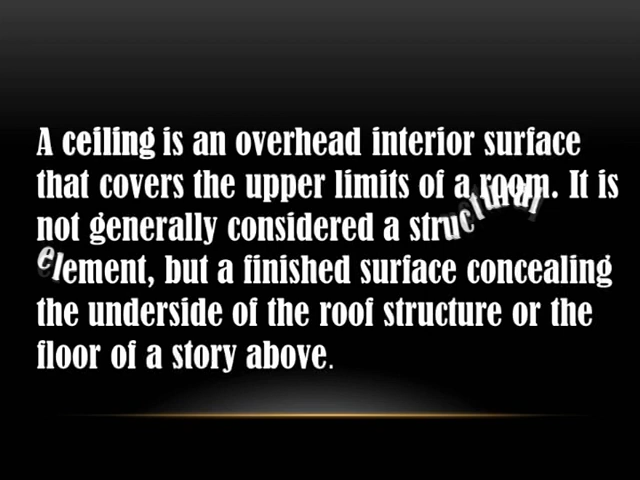 A ceiling is an overhead interior surface
that covers the upper limits of a room. It is
not generally considered a structural
element, but a finished surface concealing
the underside of the roof structure or the
floor of a story above.